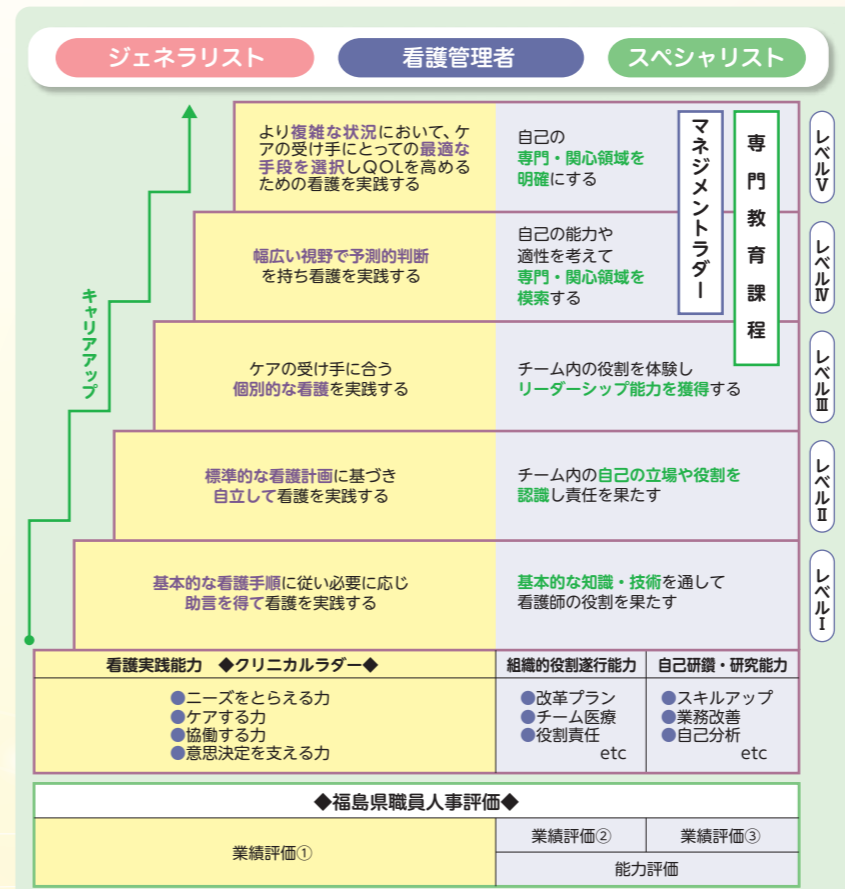 ジェネラリスト
看護管理者
スペシャリスト
キャリアアップ
より複雑な状況において、ケ
アの受け手にとっての最適な
手段を選択しQOLを高める
ための看護を実践する
自己の
専門・関心領域を
明確にする
マネジメントラダー
専門教育課程
レベルⅤ
幅広い視野で予測的判断
を持ち看護を実践する
自己の能力や
適性を考えて
専門・関心領域を
模索する
レベルⅣ
ケアの受け手に合う
個別的な看護を実践する
チーム内の役割を体験し
リーダーシップ能力を獲得する
レベルⅢ
標準的な看護計画に基づき
自立して看護を実践する
チーム内の自己の立場や役割を
認識し責任を果たす
レベルⅡ
基本的な看護手順に従い必要に応じ
助言を得て看護を実践する
基本的な知識・技術を通して
看護師の役割を果たす
レベルⅠ
看護実践能力 ◆クリニカルラダー◆
●ニーズをとらえる力
●ケアする力
●協働する力
●意思決定を支える力
組織的役割遂行能力
●改革プラン
●チーム医療
●役割責任
etc
自己研鑽・研究能力
●スキルアップ
●業務改善
●自己分析
etc
◆福島県職員人事評価◆
業績評価①
業績評価②
業績評価③
能力評価